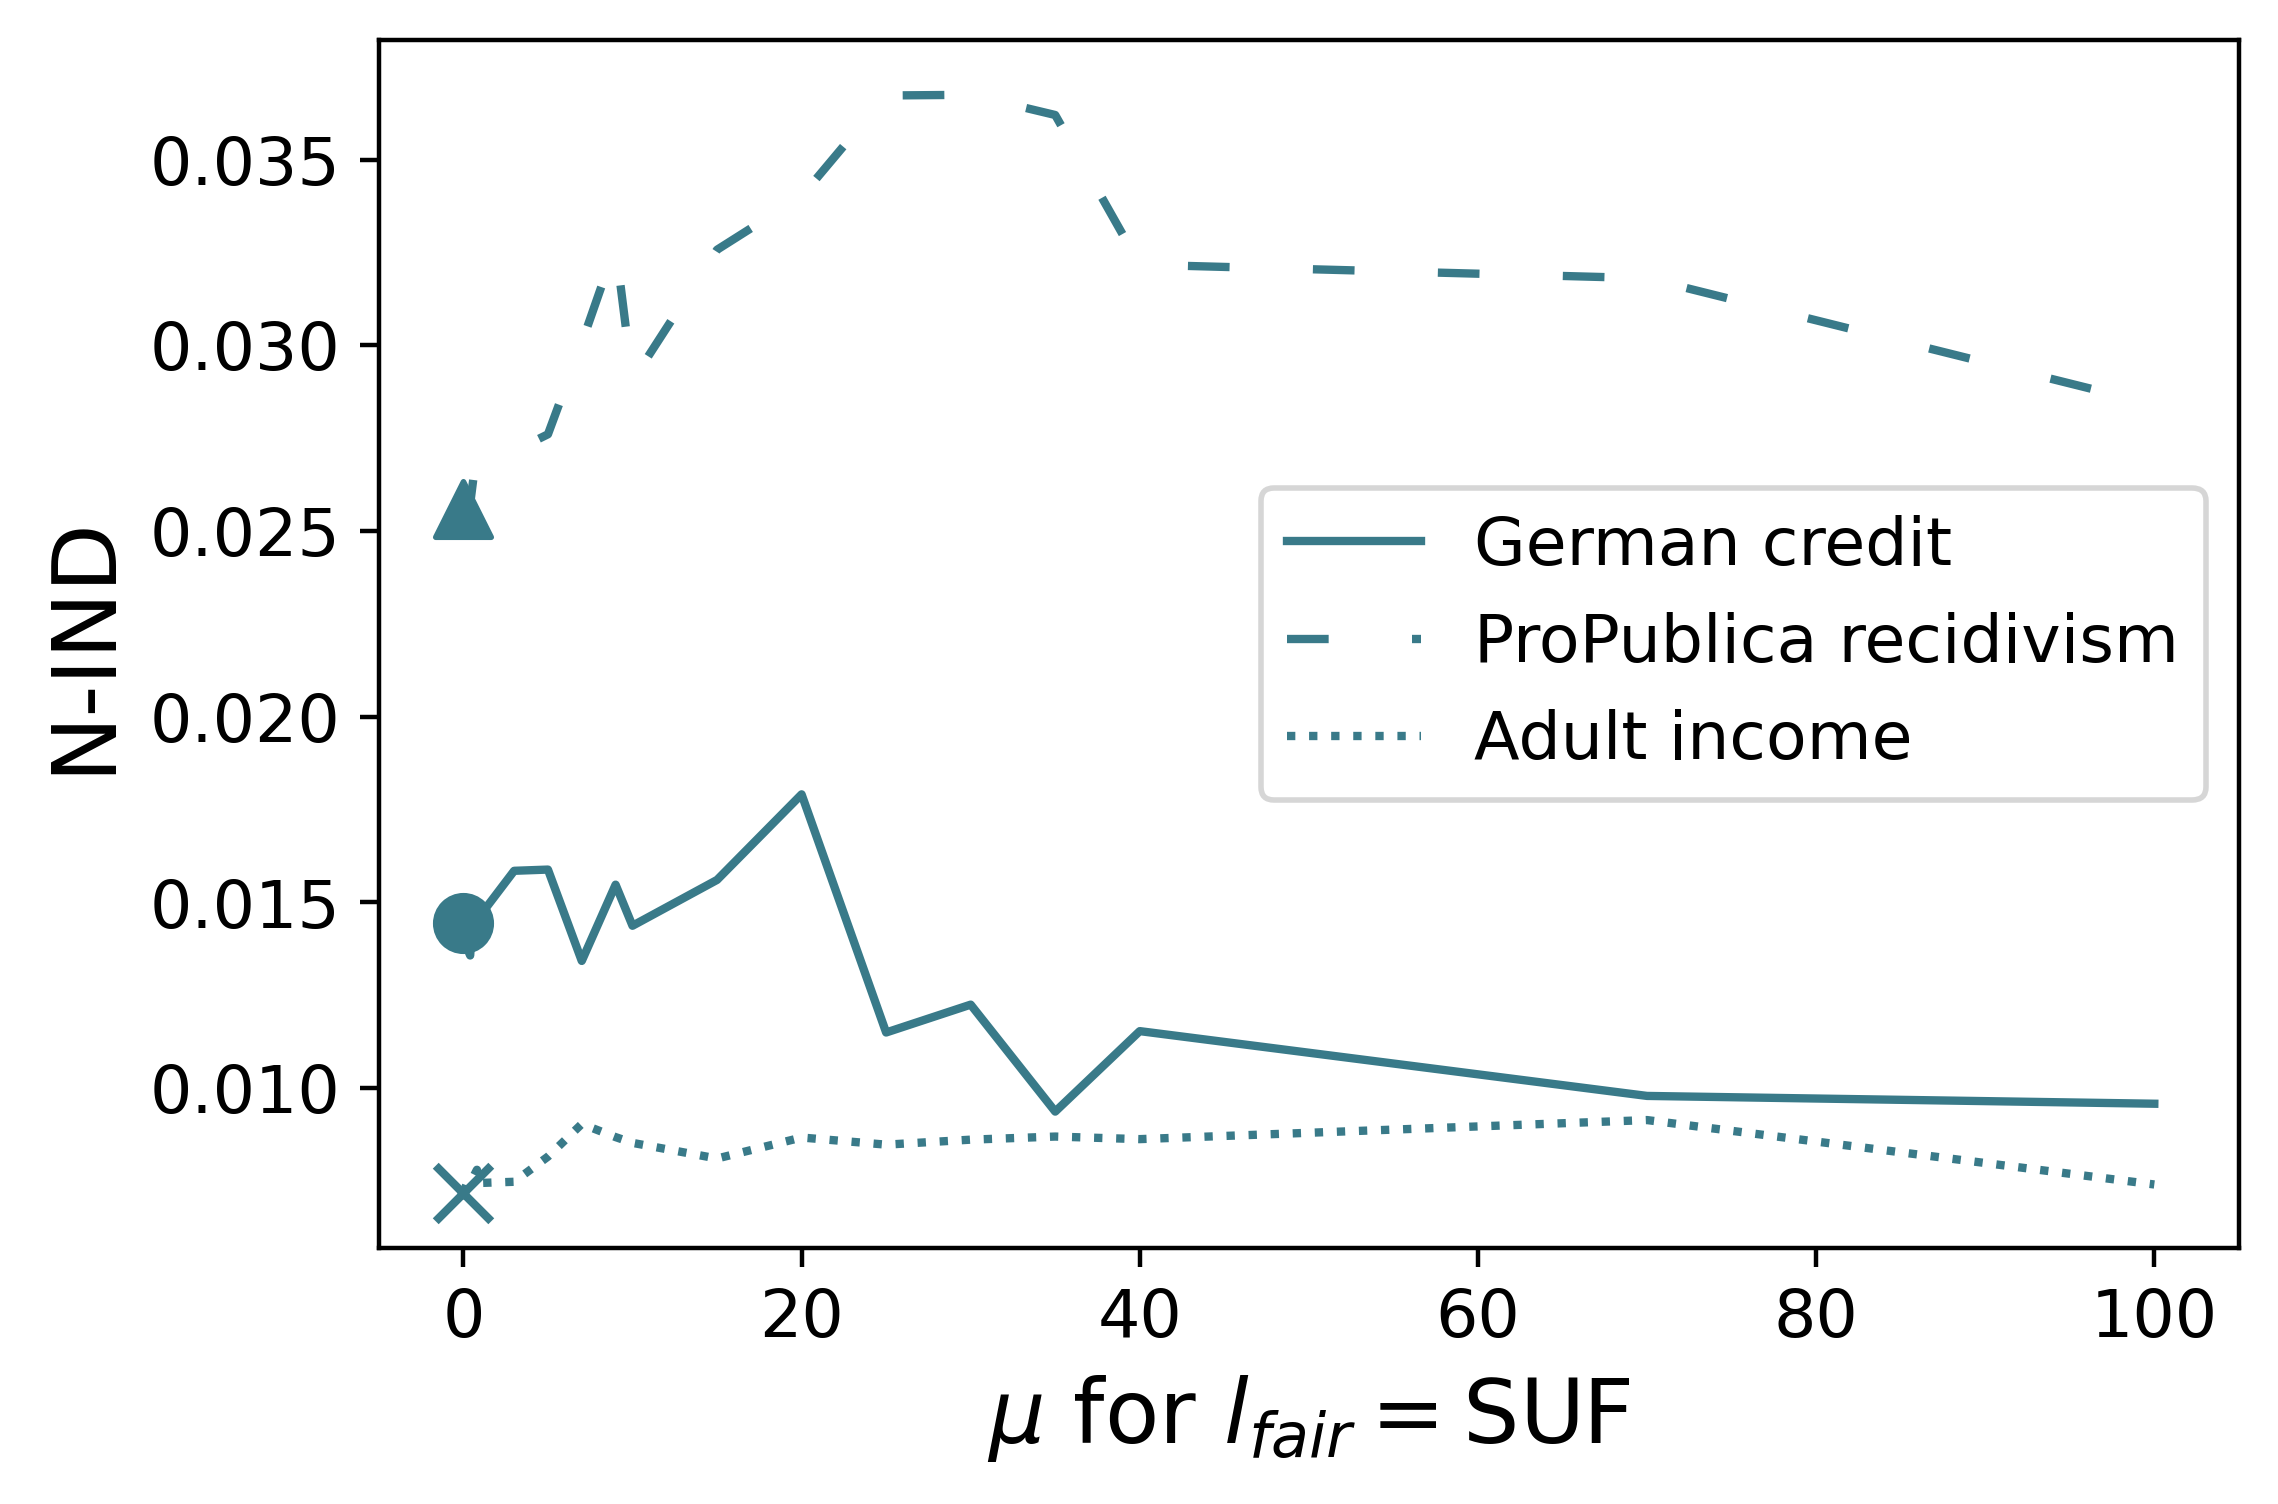 0.035
0.030
0.025
0.020
0.015
0.010
N-IND
German credit
ProPublica recidivism
Adult income
0 20 40 60 80 100
μ for l_fair = SUF